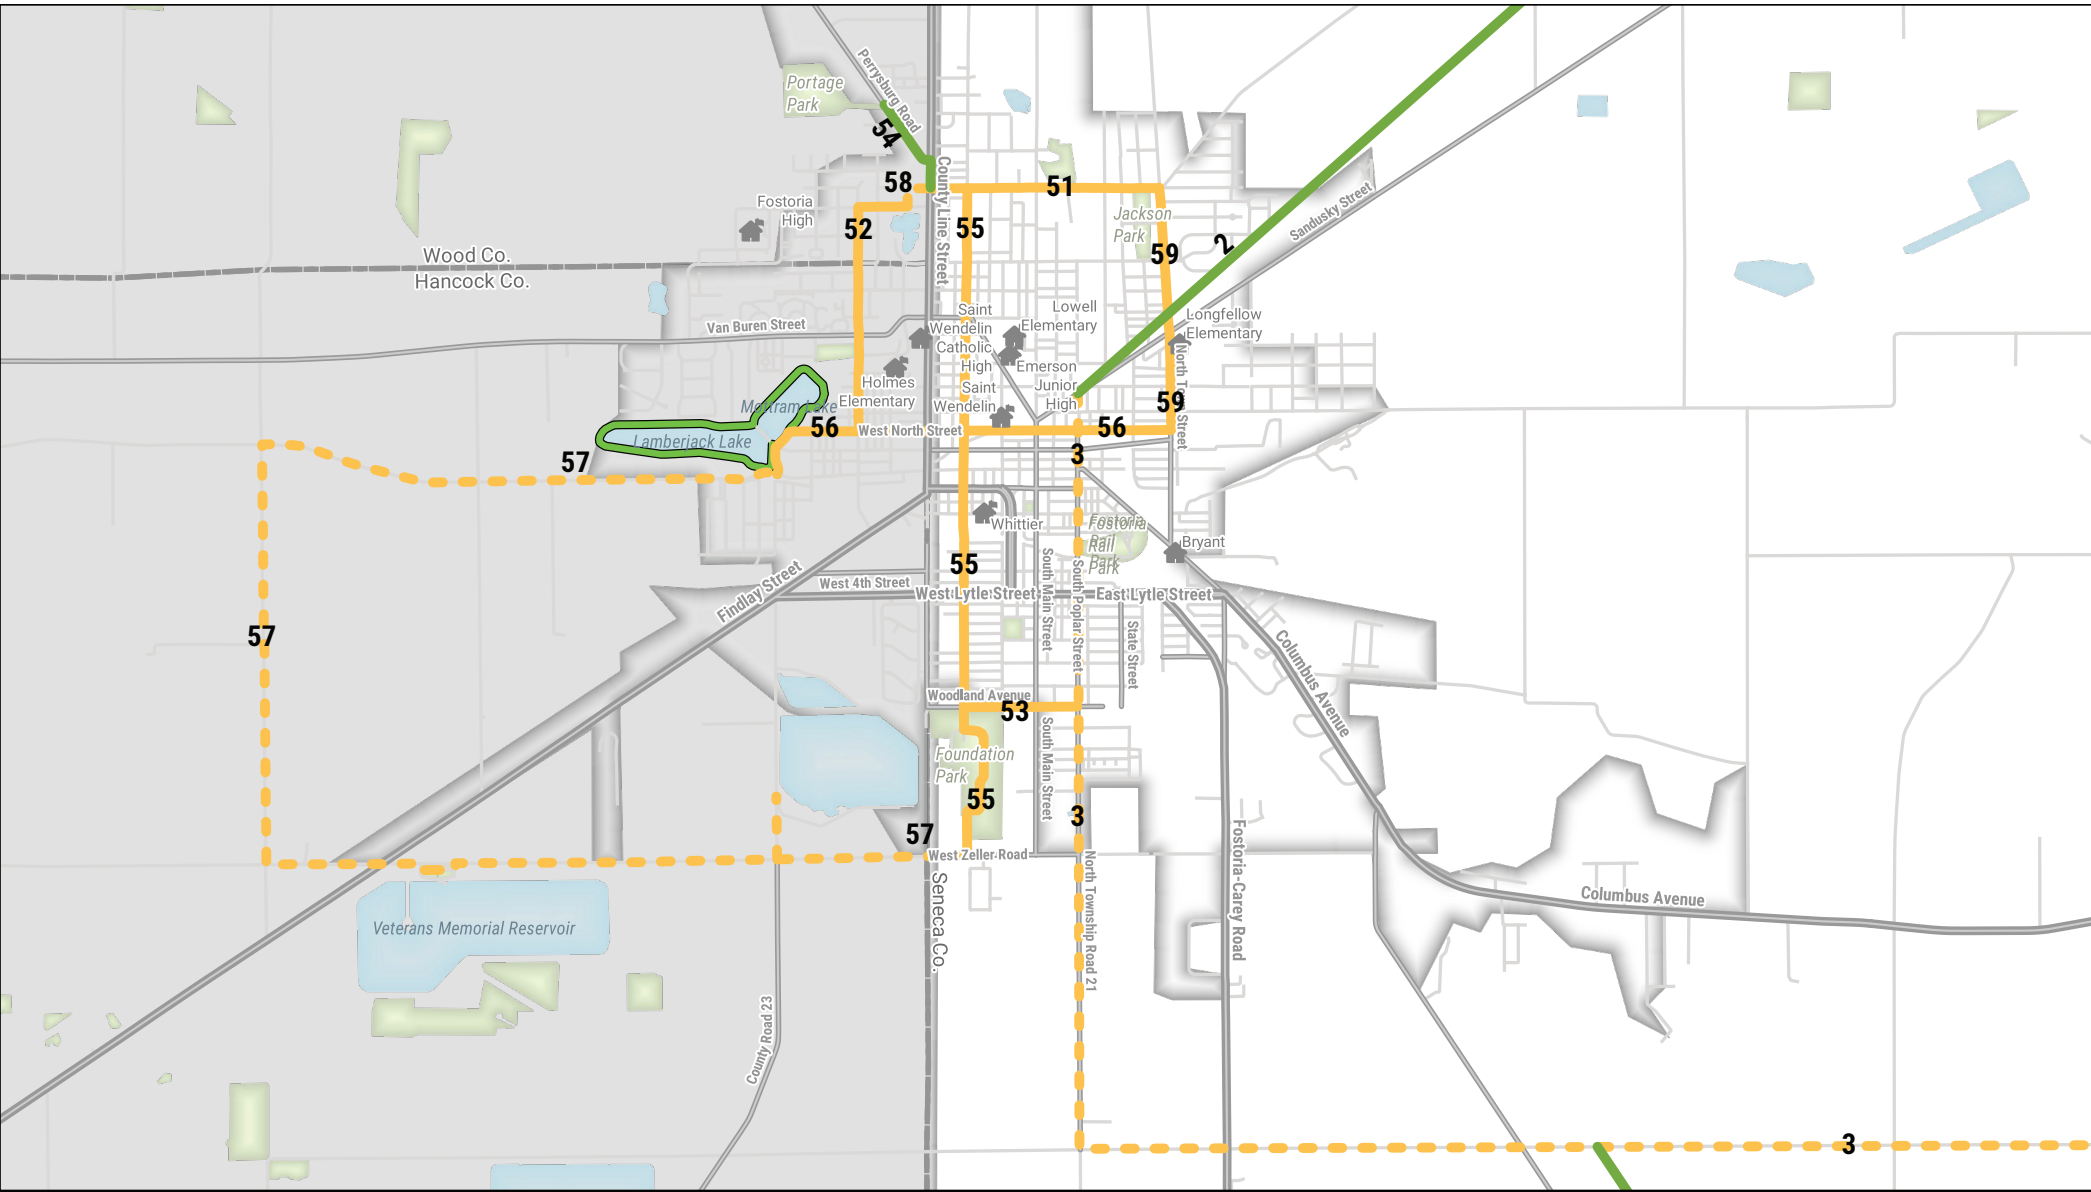 Perrysburg Road
Portage
Park
54
58
County Line Street
51
Fostoria
High
52
55
Jackson
Park
59
2
Sandusky Street
Wood Co.
Hancock Co.
Van Buren Street
Saint
Wendelin
Catholic
High
Lowell
Elementary
Longfellow
Elementary
Emerson
Junior
High
Holmes
Elementary
Saint
Wendelin
Mottram Lake
Lamberjack Lake
56
West North Street
56
59
North Town Street
57
3
Whittier
Fostoria
Rail
Park
Fostoria
Rail
Park
Bryant
55
West 4th Street
Findlay Street
West Lytle Street
East Lytle Street
South Main Street
South Poplar Street
State Street
57
Columbus Avenue
Woodland Avenue
53
Foundation
Park
South Main Street
55
3
57
West Zeller Road
Seneca Co.
North Township Road 21
Fostoria-Carey Road
Columbus Avenue
Veterans Memorial Reservoir
County Road 23
3